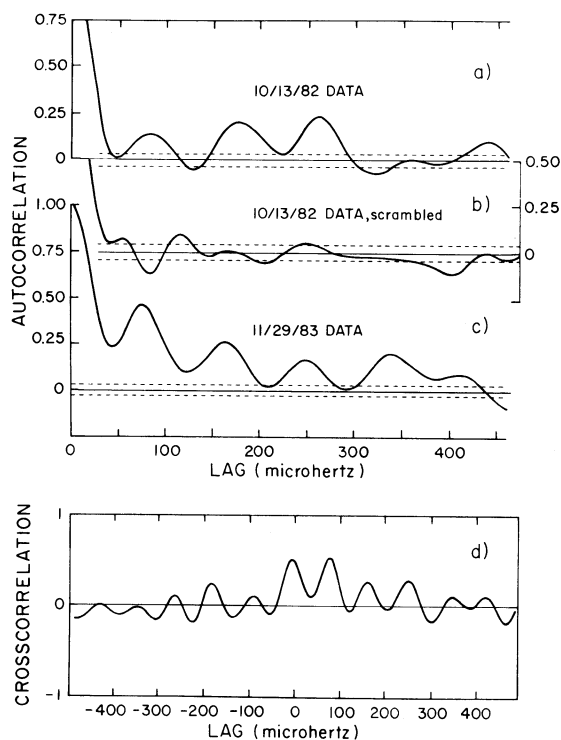 0.75
0.50
0.25
0
a)
10/13/82 DATA
0.50
0.25
0
b)
10/13/82 DATA, scrambled
AUTOCORRELATION
1.00
0.75
0.50
0.25
0
c)
11/29/83 DATA
0 100 200 300 400
LAG (microhertz)
CROSSCORRELATION
1
0
-1
d)
-400 -300 -200 -100 0 100 200 300 400
LAG (microhertz)